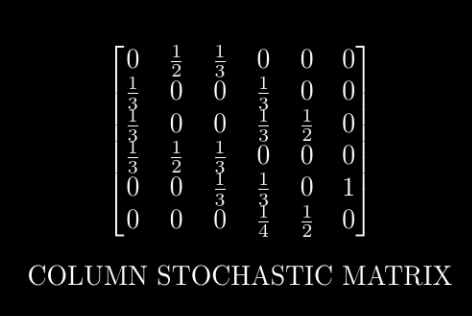 0 1/2 1/3 0 0 0
1/3 0 0 1/3 0 0
1/3 0 0 1/3 1/2 0
1/3 1/2 1/3 0 0 0
0 0 1/3 1/3 0 1
0 0 0 1/4 1/2 0
COLUMN STOCHASTIC MATRIX